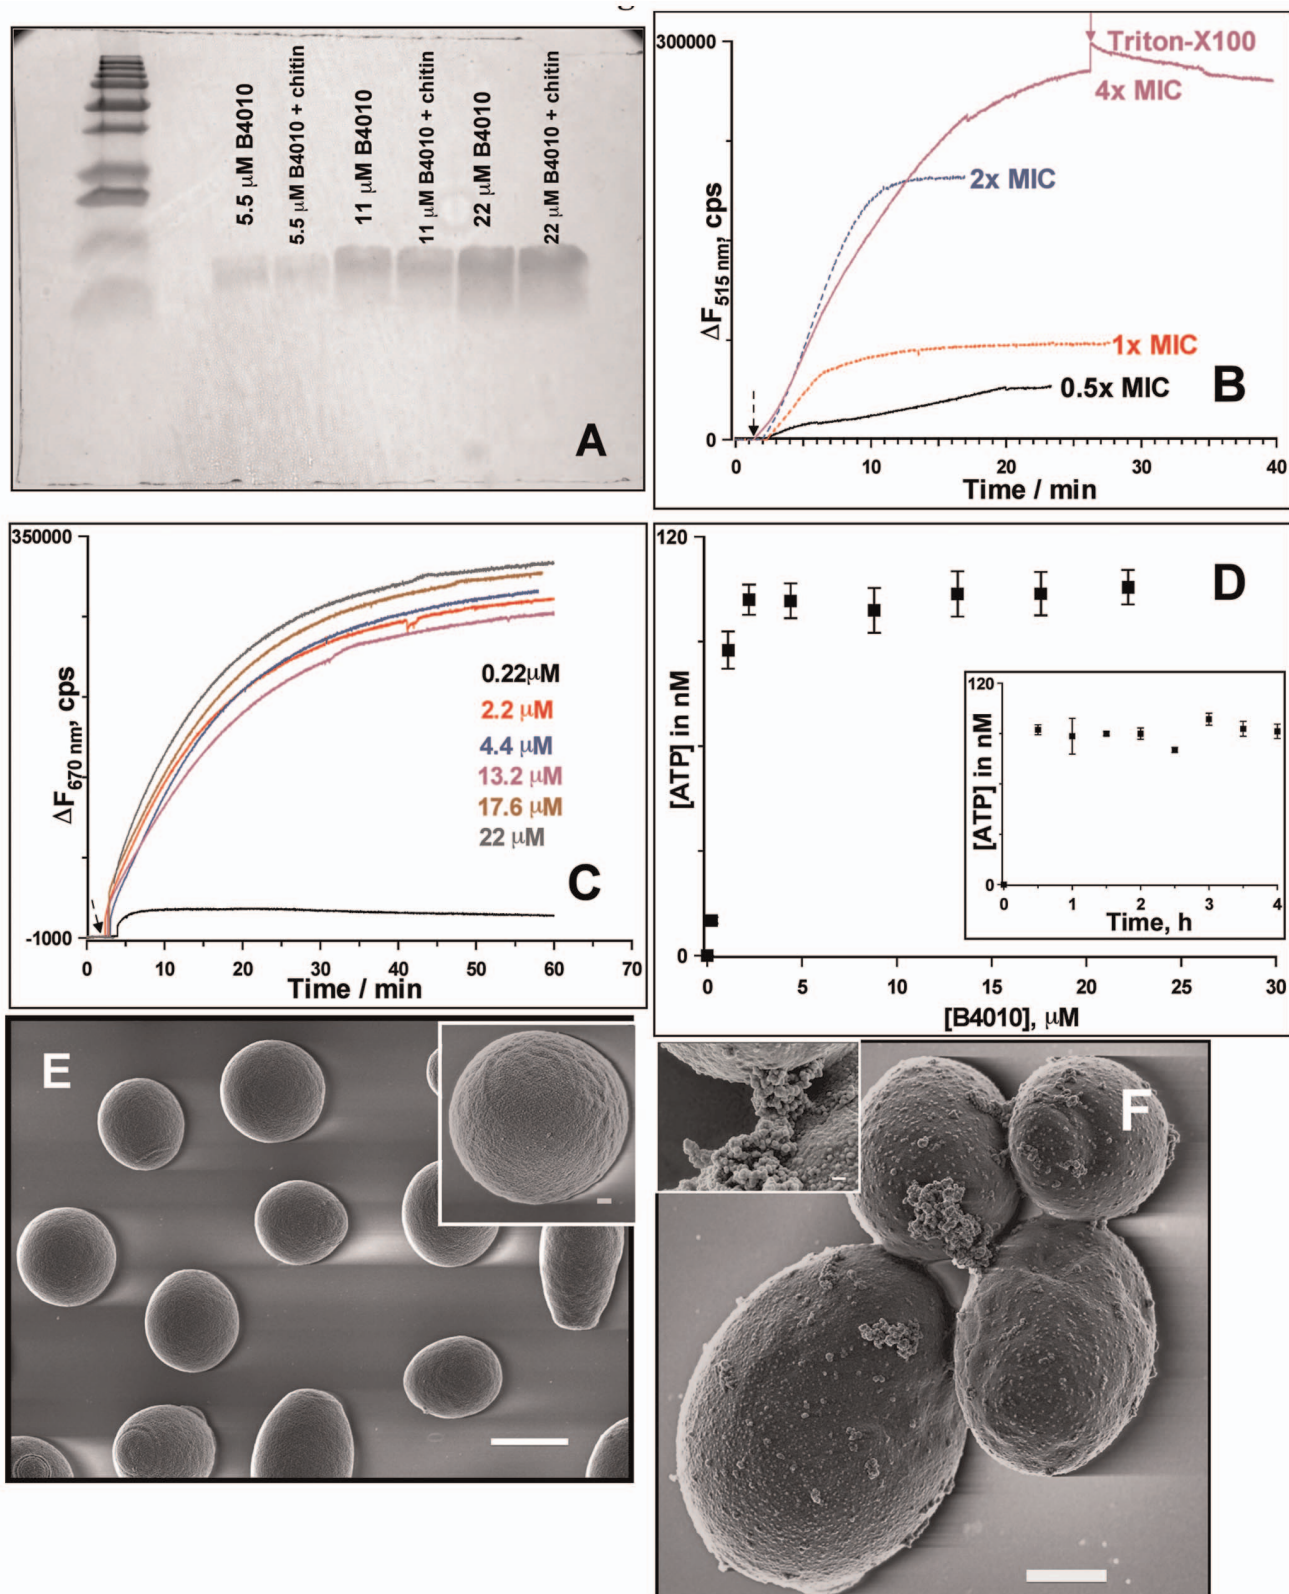 5.5 μM B4010
5.5 μM B4010 + chitin
11 μM B4010
11 μM B4010 + chitin
22 μM B4010
22 μM B4010 + chitin
A
300000
Triton-X100
4x MIC
2x MIC
1x MIC
0.5x MIC
B
ΔF515 nm, cps
0
0 10 20 30 40
Time / min
350000
ΔF670 nm, cps
0.22μM
2.2 μM
4.4 μM
13.2 μM
17.6 μM
22 μM
C
-1000
0 10 20 30 40 50 60 70
Time / min
120
D
[ATP] in nM
120
[ATP] in nM
0
0 1 2 3 4
Time, h
0
0 5 10 15 20 25 30
[B4010], μM
E
F